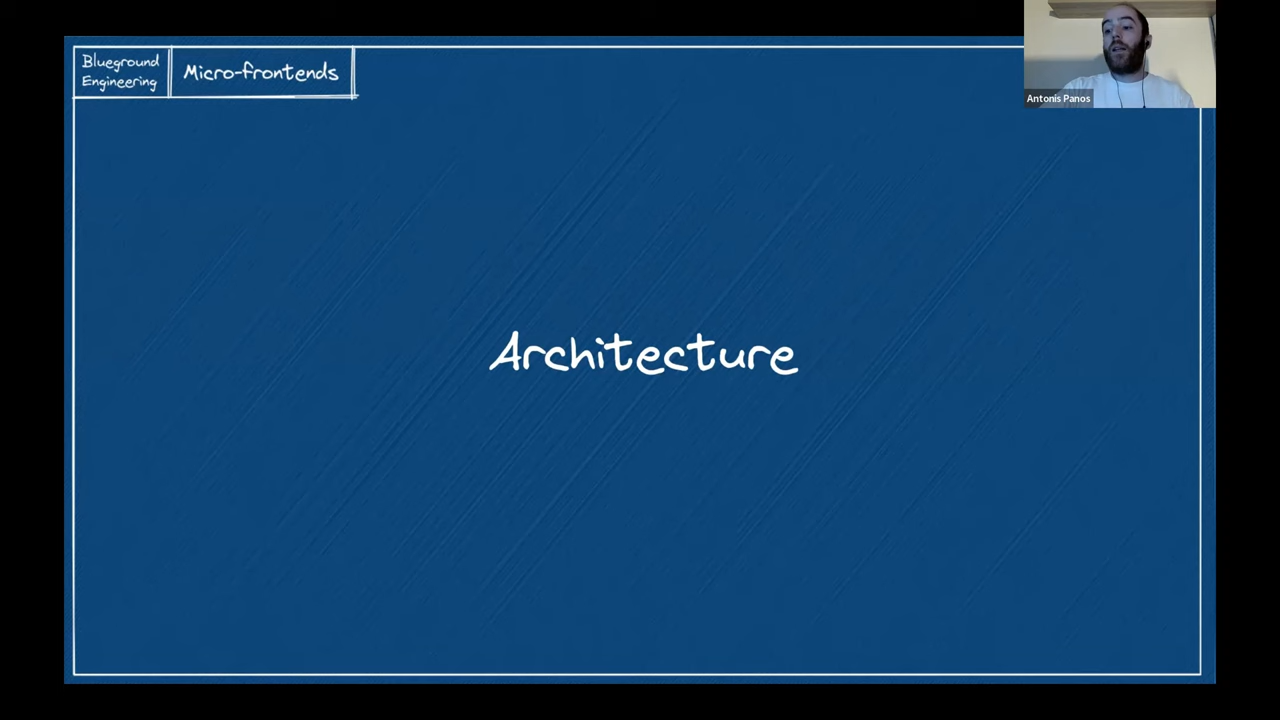 Blueground
Engineering
Micro-frontends
Antonis Panos
Architecture